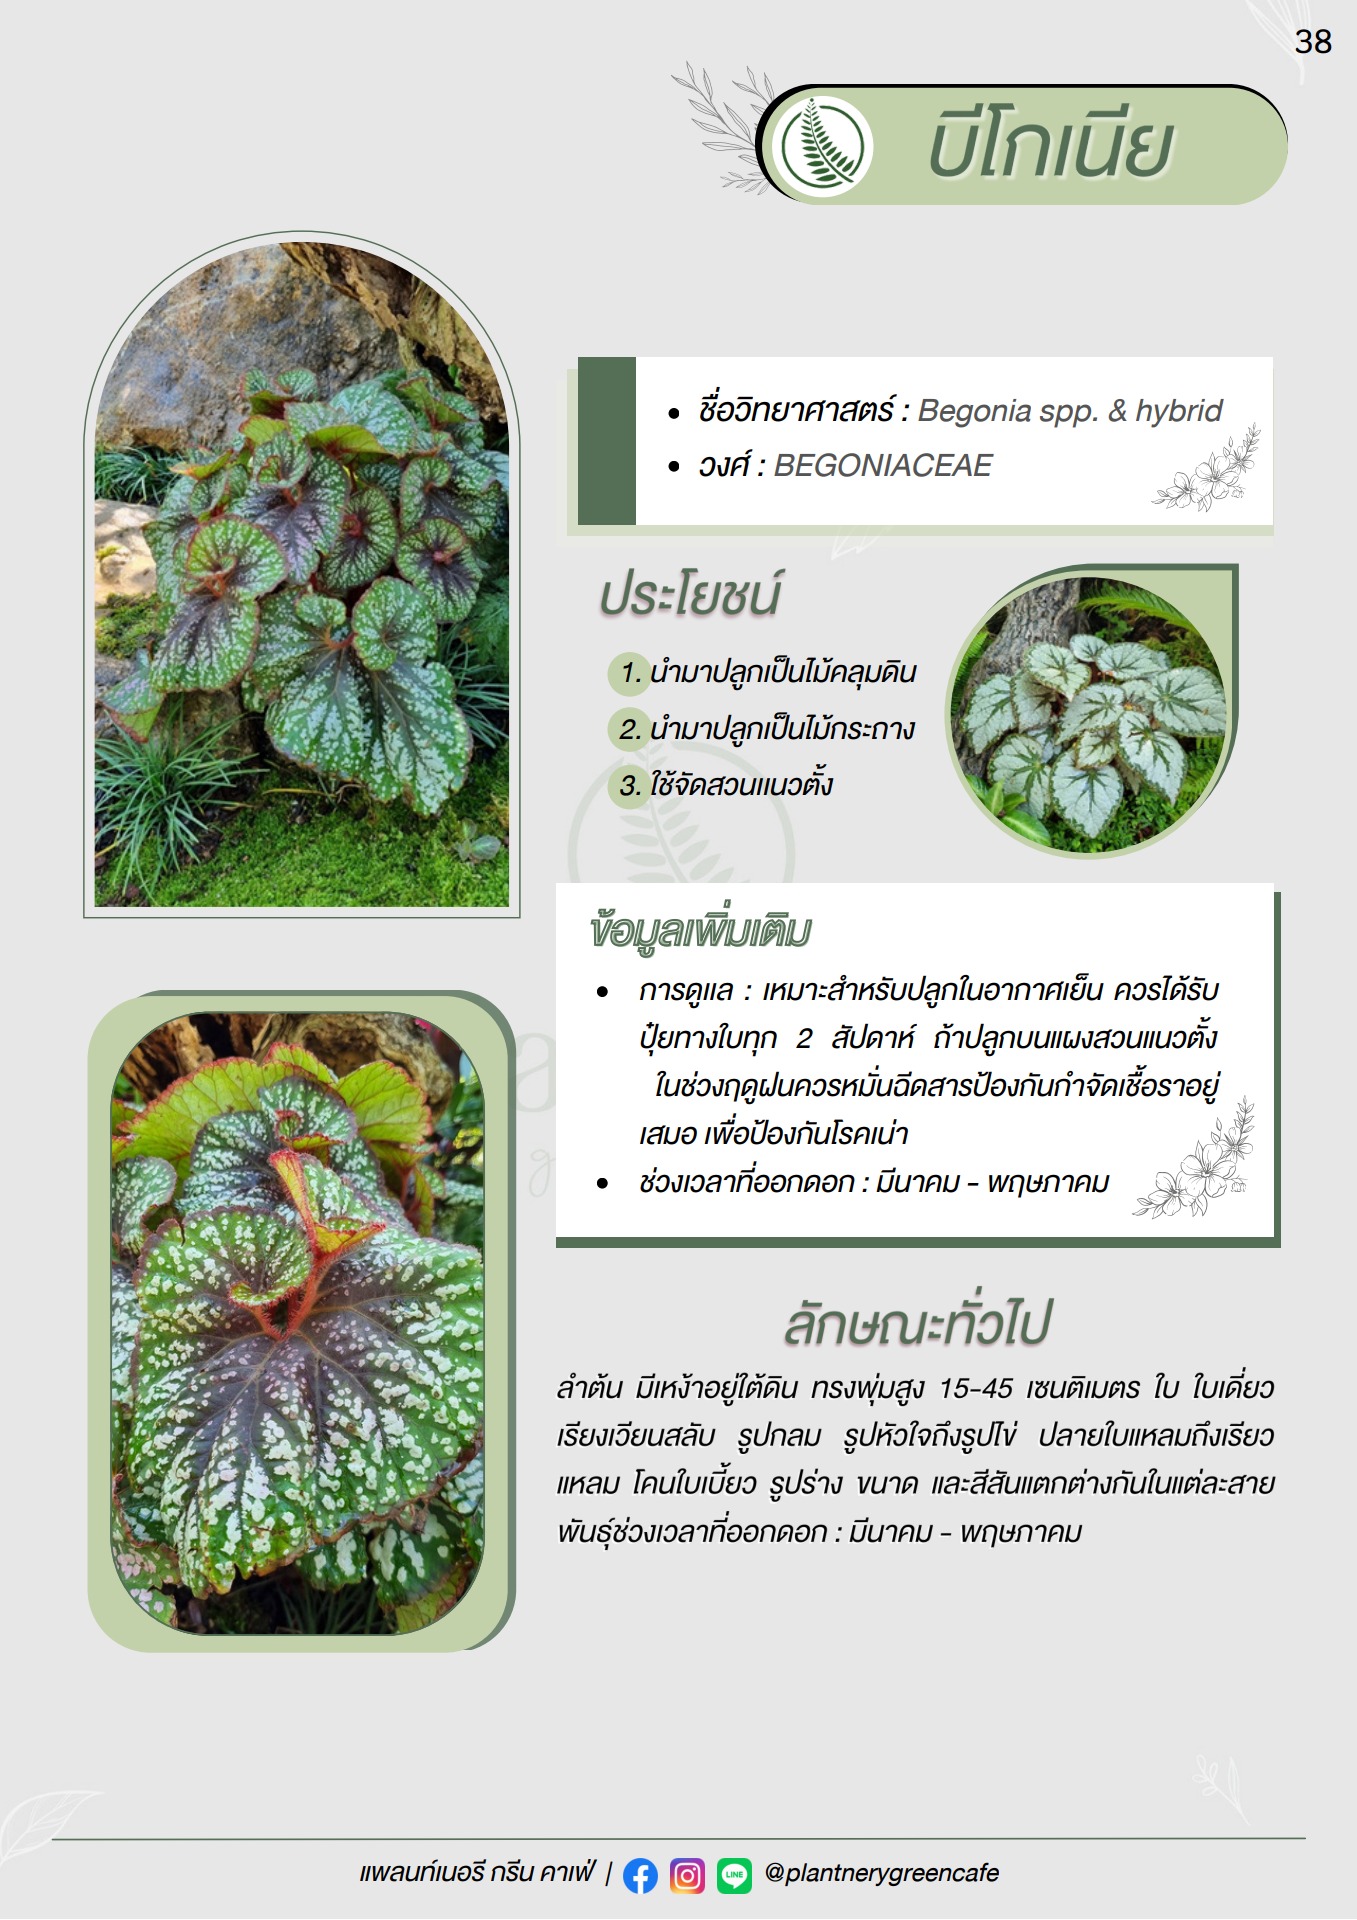 38
บีโกเนีย
ชื่อวิทยาศาสตร์ : Begonia spp. & hybrid
วงศ์ : BEGONIACEAE
ประโยชน์
1. นำมาปลูกเป็นไม้คลุมดิน
2. นำมาปลูกเป็นไม้กระถาง
3. ใช้จัดสวนแนวตั้ง
ข้อมูลเพิ่มเติม
การดูแล : เหมาะสำหรับปลูกในอากาศเย็น ควรได้รับ
ปุ๋ยทางใบทุก 2 สัปดาห์ ถ้าปลูกบนแผงสวนแนวตั้ง
ในช่วงฤดูฝนควรหมั่นฉีดสารป้องกันกำจัดเชื้อราอยู่
เสมอ เพื่อป้องกันโรคเน่า
ช่วงเวลาที่ออกดอก : มีนาคม - พฤษภาคม
ลักษณะทั่วไป
ลำต้น มีเหง้าอยู่ใต้ดิน ทรงพุ่มสูง 15-45 เซนติเมตร ใบ ใบเดี่ยว
เรียงเวียนสลับ รูปกลม รูปหัวใจถึงรูปไข่ ปลายใบแหลมถึงเรียว
แหลม โคนใบเบี้ยว รูปร่าง ขนาด และสีสันแตกต่างกันในแต่ละสาย
พันธุ์ช่วงเวลาที่ออกดอก : มีนาคม - พฤษภาคม
แพลนท์เนอรี กรีน คาเฟ่ | LINE @plantnerygreencafe